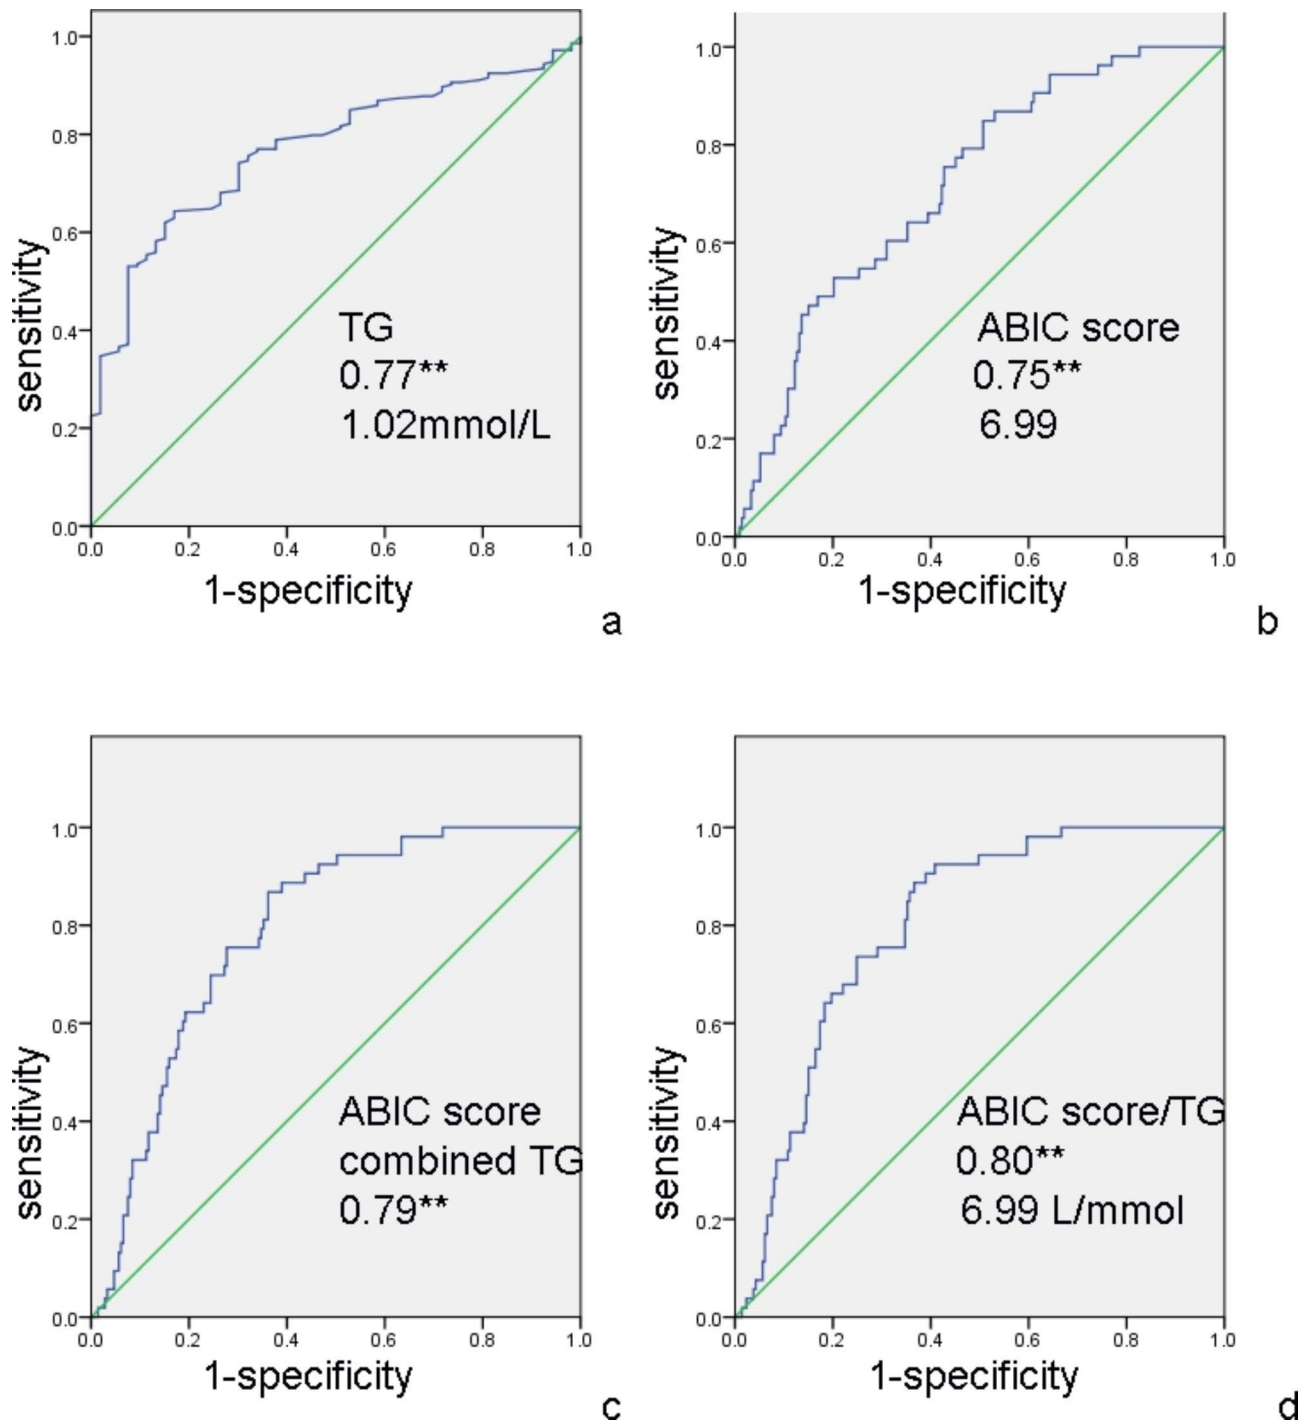 1.0
0.8
0.6
0.4
0.2
0.0
sensitivity
TG
0.77**
1.02mmol/L
0.0 0.2 0.4 0.6 0.8 1.0
1-specificity
a
1.0
0.8
0.6
0.4
0.2
0.0
sensitivity
ABIC score
0.75**
6.99
0.0 0.2 0.4 0.6 0.8 1.0
1-specificity
b
1.0
0.8
0.6
0.4
0.2
0.0
sensitivity
ABIC score
combined TG
0.79**
0.0 0.2 0.4 0.6 0.8 1.0
1-specificity
c
1.0
0.8
0.6
0.4
0.2
0.0
sensitivity
ABIC score/TG
0.80**
6.99 L/mmol
0.0 0.2 0.4 0.6 0.8 1.0
1-specificity
d